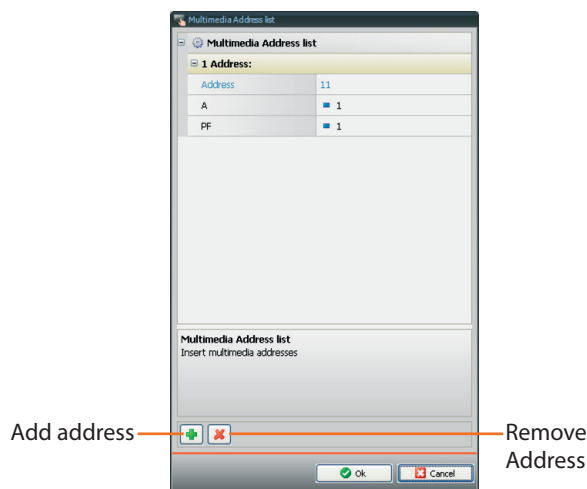 Multimedia Address list
Multimedia Address list
1 Address:
Address 11
A 1
PF 1
Multimedia Address list
Insert multimedia addresses
Add address
Remove
Address
Ok Cancel